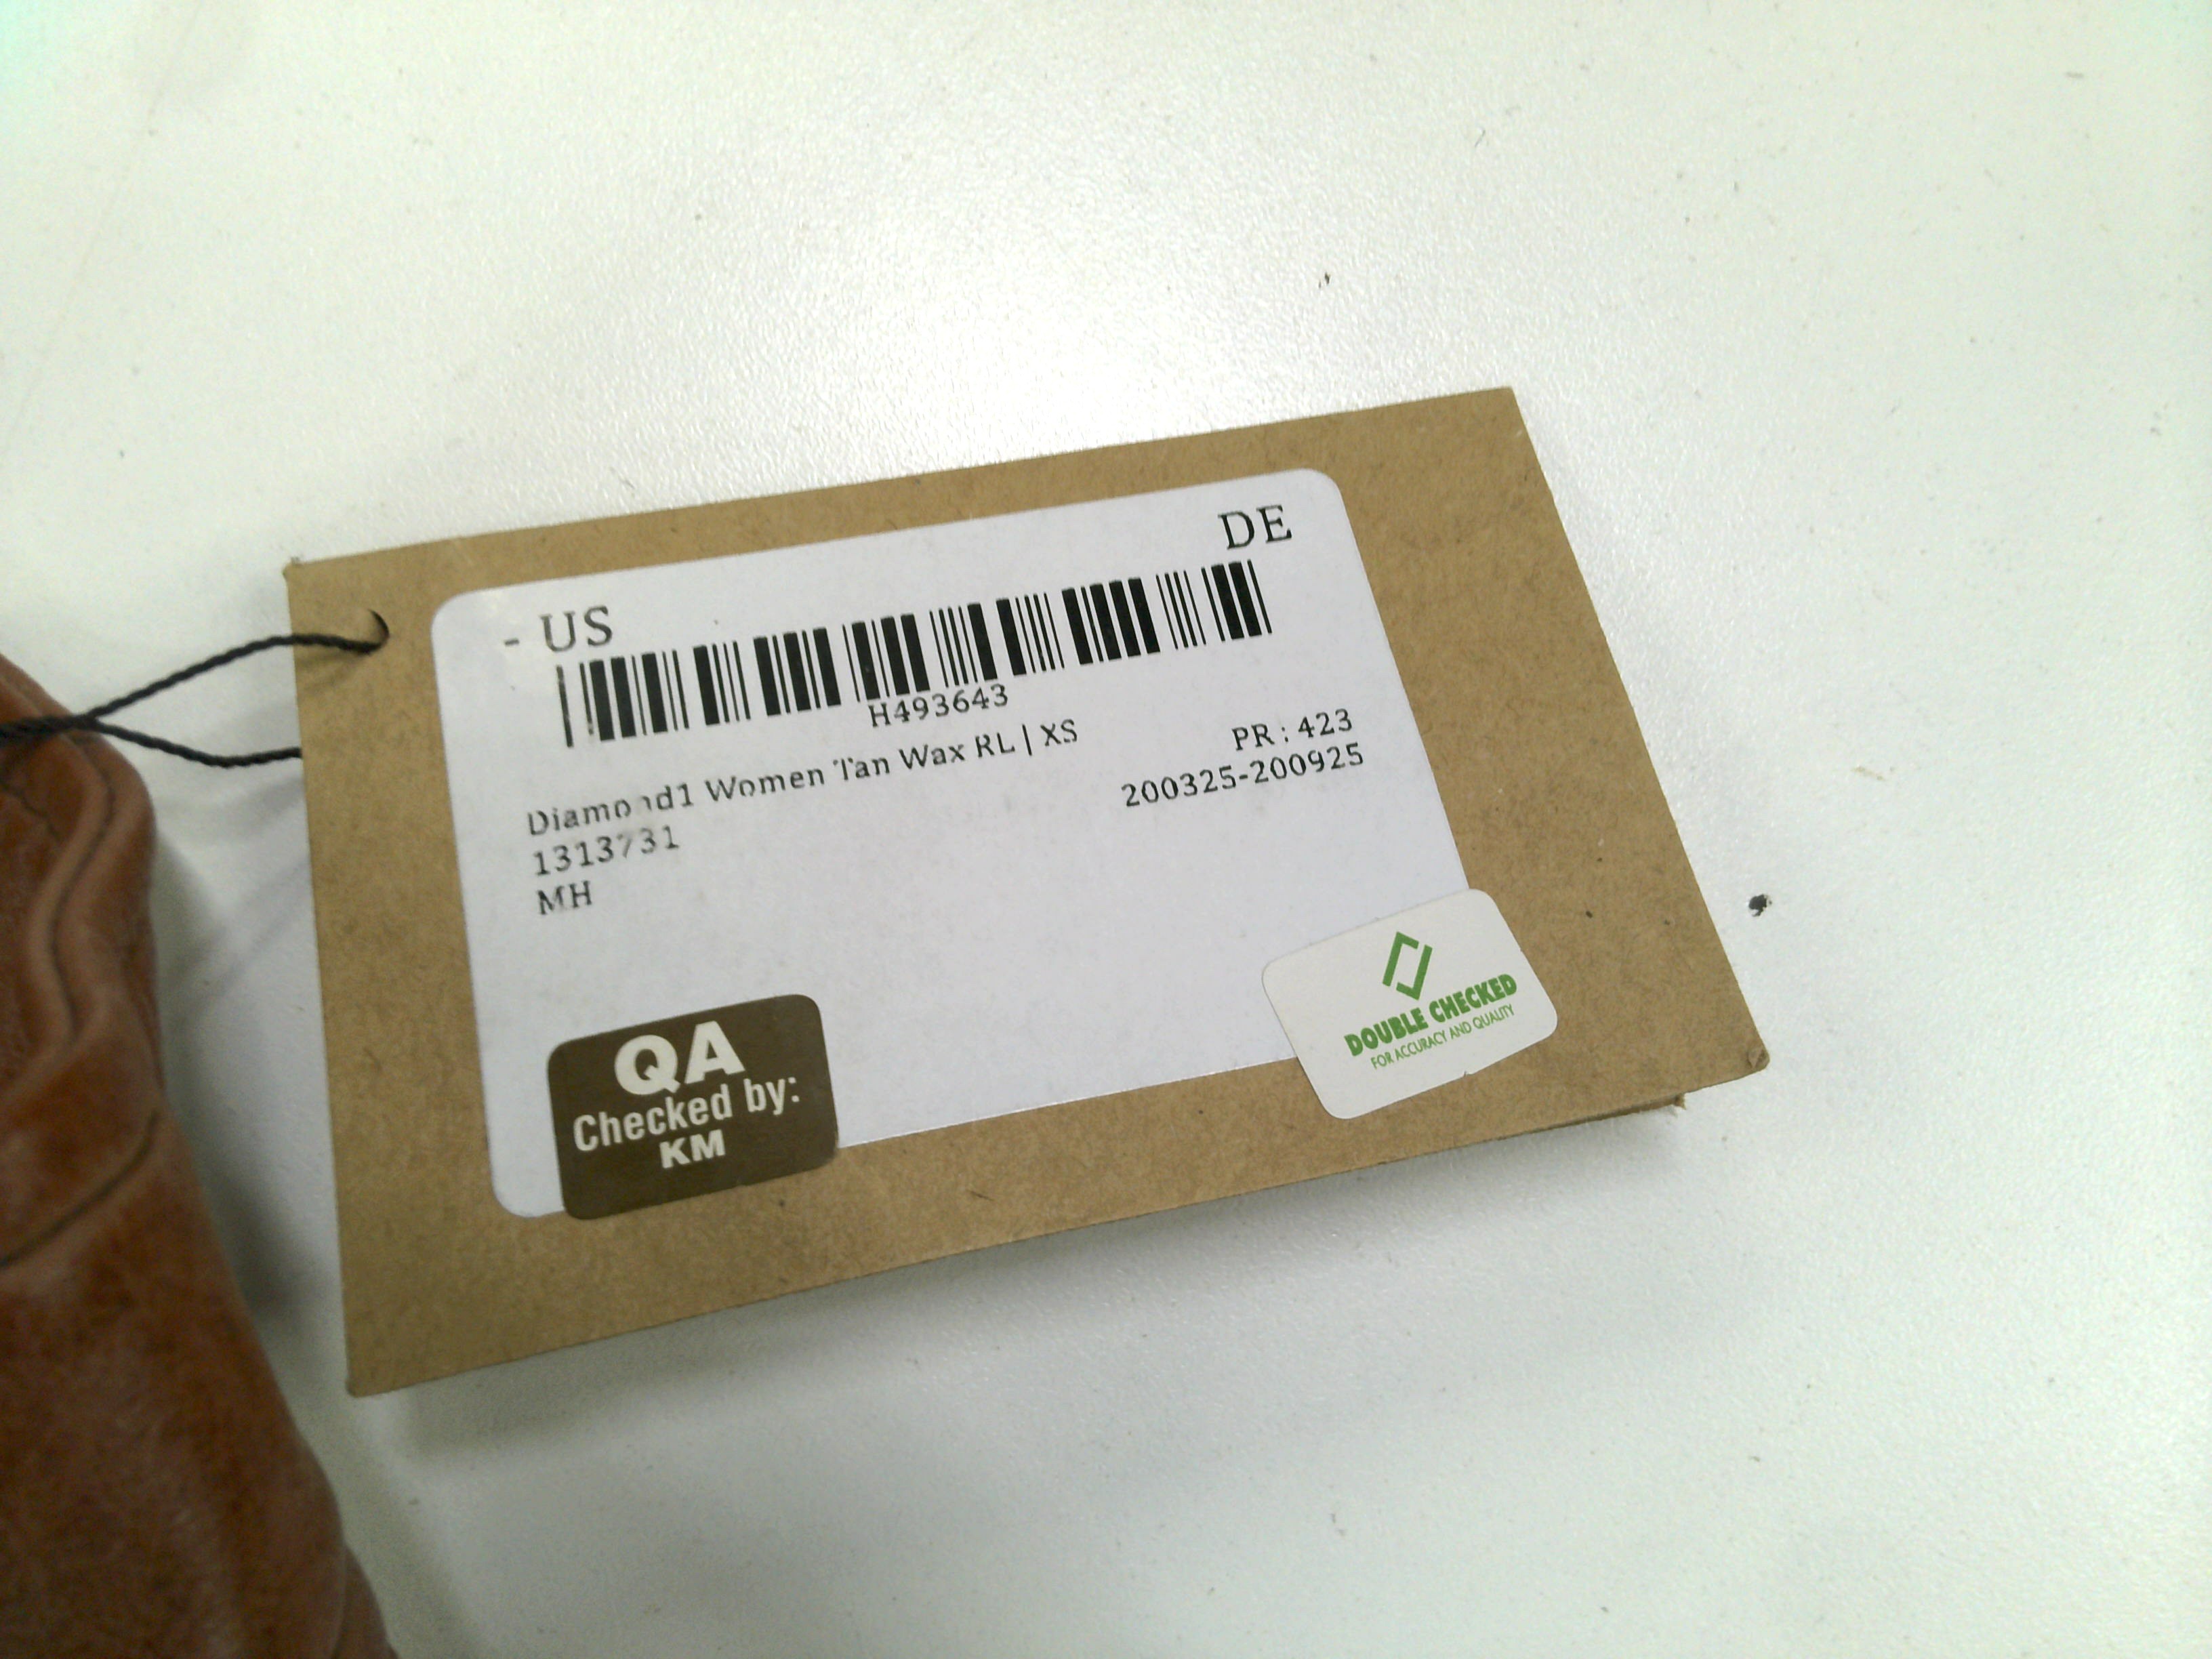 - US
DE
H493643
Diamond1 Women Tan Wax RL | XS
PR : 423
1313731
200325-200925
MH
QA
Checked by:
KM
DOUBLE CHECKED
FOR ACCURACY AND QUALITY